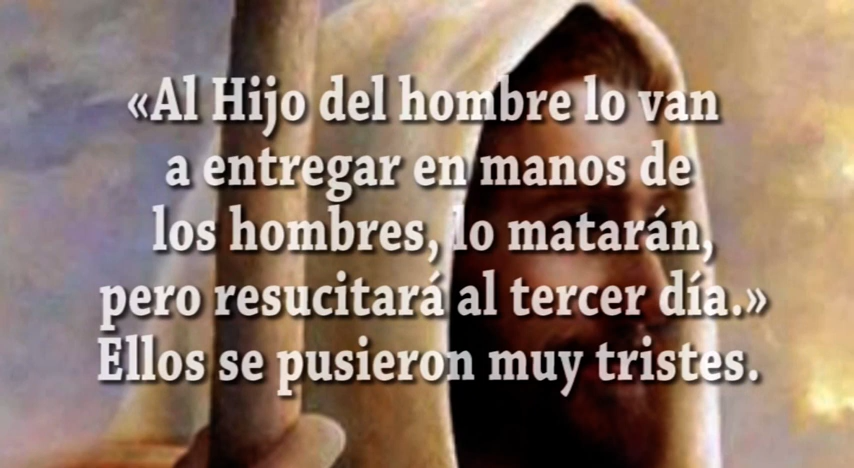 «Al Hijo del hombre lo van
a entregar en manos de
los hombres, lo matarán,
pero resucitará al tercer día.»
Ellos se pusieron muy tristes.